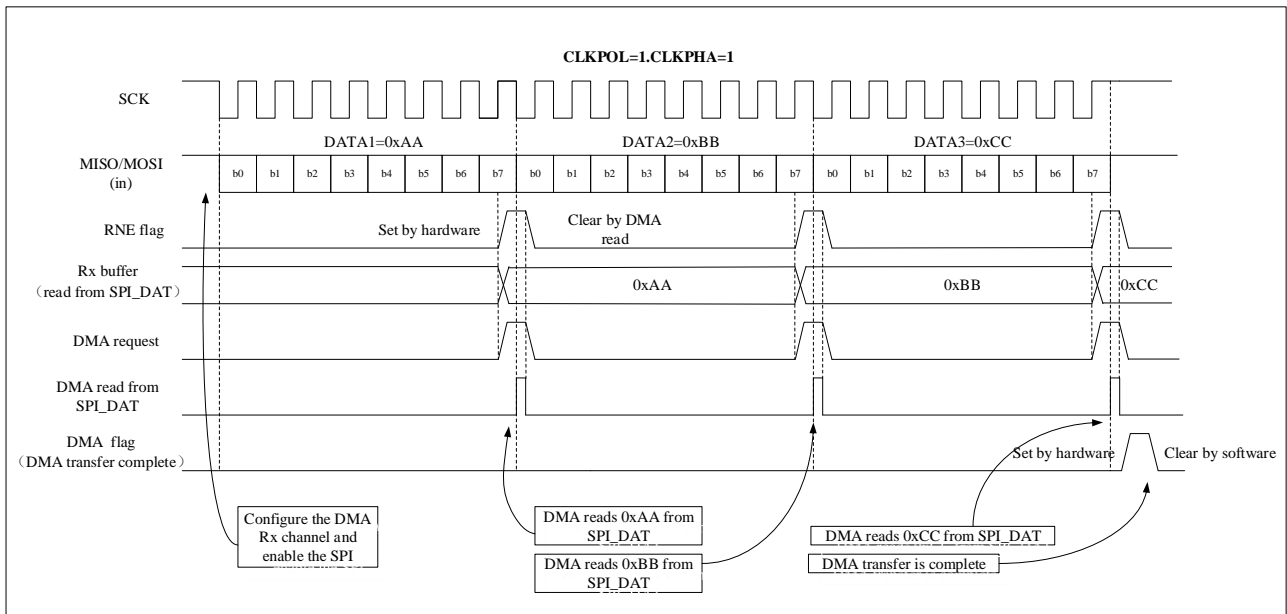 CLKPOL=1.CLKPHA=1
SCK
DATA1=0xAA
DATA2=0xBB
DATA3=0xCC
MISO/MOSI
(in)
b0 b1 b2 b3 b4 b5 b6 b7 b0 b1 b2 b3 b4 b5 b6 b7 b0 b1 b2 b3 b4 b5 b6 b7
RNE flag
Set by hardware
Clear by DMA
read
Rx buffer
(read from SPI_DAT)
0xAA
0xBB
0xCC
DMA request
DMA read from
SPI_DAT
DMA flag
(DMA transfer complete)
Set by hardware
Clear by software
Configure the DMA
Rx channel and
enable the SPI
DMA reads 0xAA from
SPI_DAT
DMA reads 0xBB from
SPI_DAT
DMA reads 0xCC from SPI_DAT
DMA transfer is complete